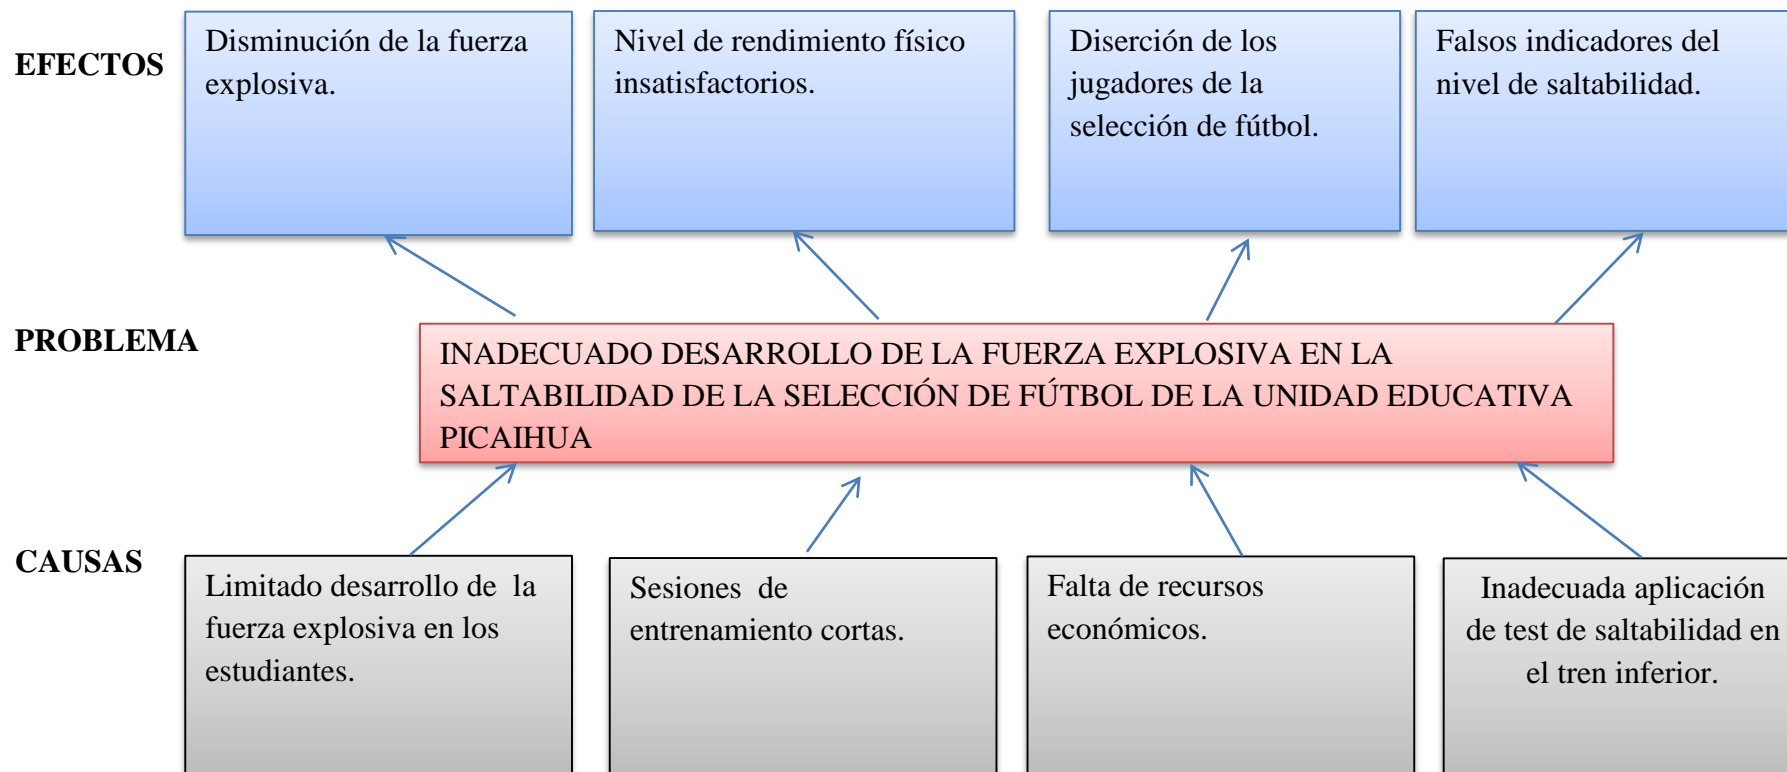 EFECTOS
Disminución de la fuerza
explosiva.
Nivel de rendimiento físico
insatisfactorios.
Diserción de los
jugadores de la
selección de fútbol.
Falsos indicadores del
nivel de saltabilidad.
PROBLEMA
INADECUADO DESARROLLO DE LA FUERZA EXPLOSIVA EN LA
SALTABILIDAD DE LA SELECCIÓN DE FÚTBOL DE LA UNIDAD EDUCATIVA
PICAIHUA
CAUSAS
Limitado desarrollo de la
fuerza explosiva en los
estudiantes.
Sesiones de
entrenamiento cortas.
Falta de recursos
económicos.
Inadecuada aplicación
de test de saltabilidad en
el tren inferior.